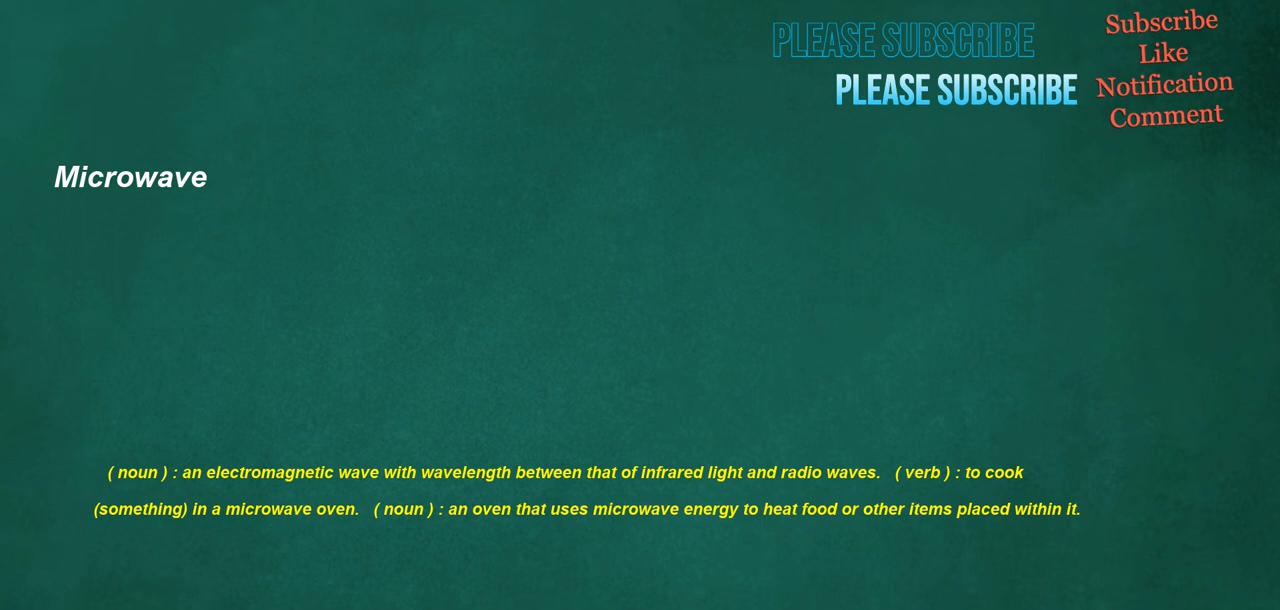 PLEASE SUBSCRIBE
PLEASE SUBSCRIBE
Subscribe
Like
Notification
Comment
Microwave
( noun ) : an electromagnetic wave with wavelength between that of infrared light and radio waves. ( verb ) : to cook
(something) in a microwave oven. ( noun ) : an oven that uses microwave energy to heat food or other items placed within it.